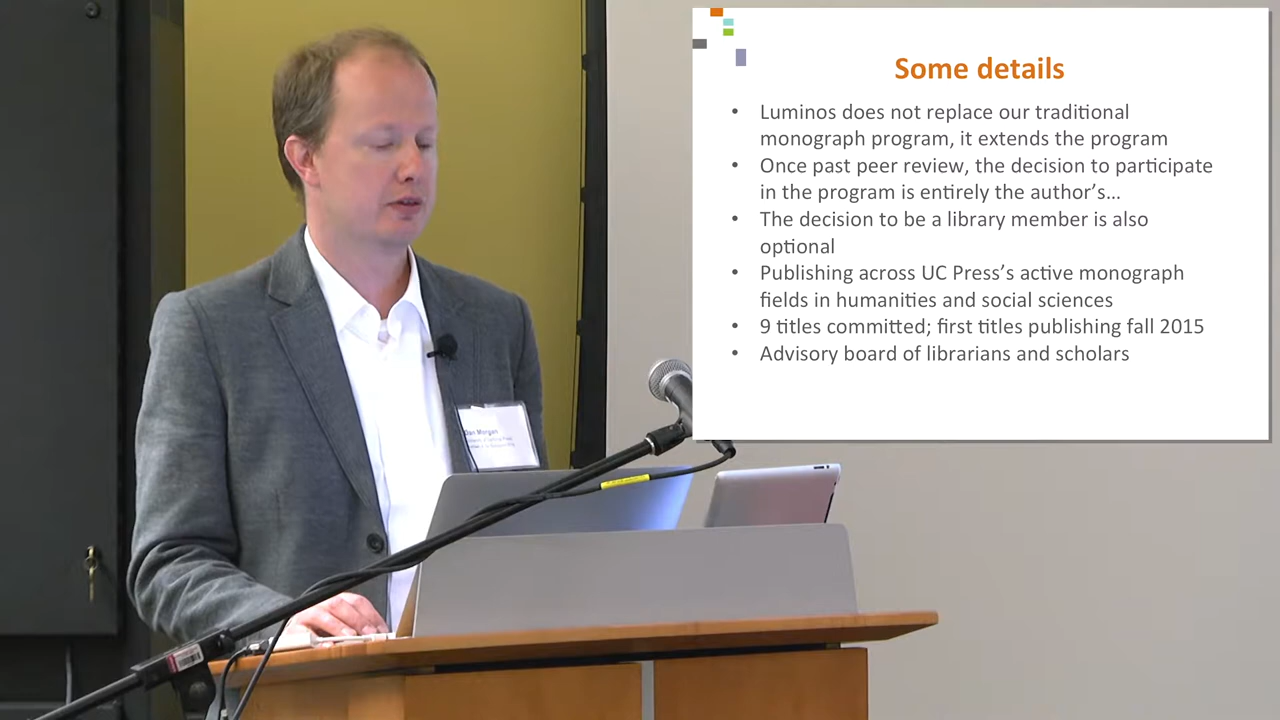 Some details
• Luminos does not replace our traditional
monograph program, it extends the program
• Once past peer review, the decision to participate
in the program is entirely the author's...
• The decision to be a library member is also
optional
• Publishing across UC Press's active monograph
fields in humanities and social sciences
• 9 titles committed; first titles publishing fall 2015
• Advisory board of librarians and scholars
Dan Morgan